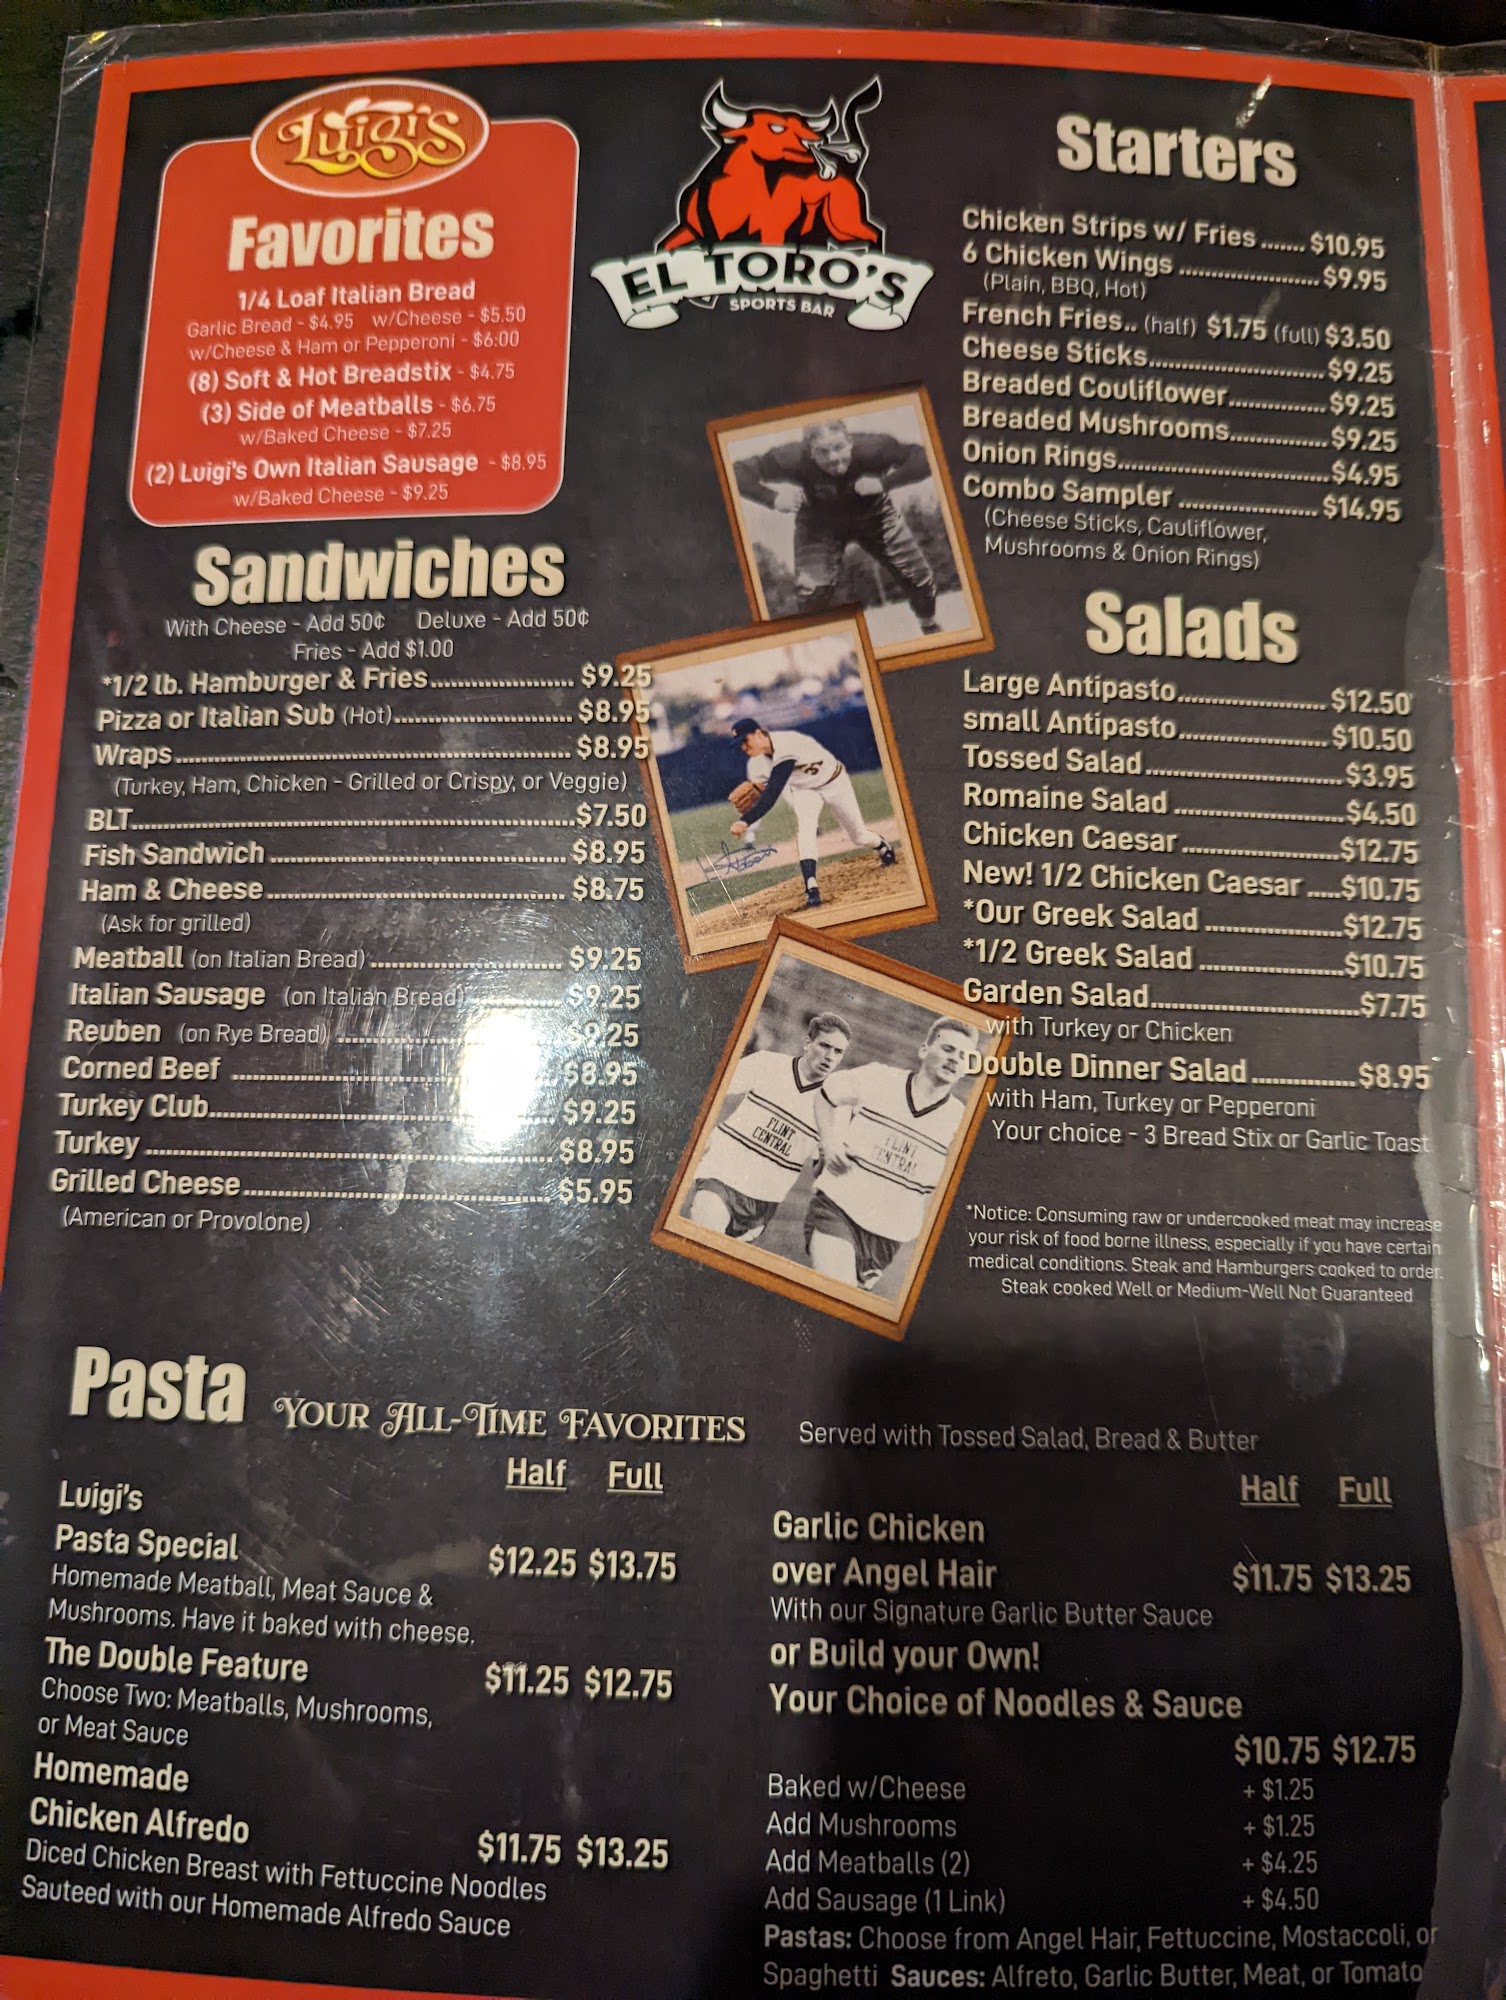 Luigi's
Favorites
1/4 Loaf Italian Bread
Garlic Bread - $4.95 w/Cheese - $5.50
w/Cheese & Ham or Pepperoni - $6:00
(8) Soft & Hot Breadstix - $4.75
(3) Side of Meatballs - $6.75
w/Baked Cheese - $7.25
(2) Luigi's Own Italian Sausage - $8.95
w/Baked Cheese - $9.25
EL TORO'S
SPORTS BAR
Starters
Chicken Strips w/ Fries ....... $10.95
6 Chicken Wings ...................... $9.95
(Plain, BBQ, Hot)
French Fries.. (half) $1.75 (full) $3.50
Cheese Sticks........................... $9.25
Breaded Couliflower............... $9.25
Breaded Mushrooms............... $9.25
Onion Rings................................. $4.95
Combo Sampler ..................... $14.95
(Cheese Sticks, Cauliflower,
Mushrooms & Onion Rings)
Sandwiches
With Cheese - Add 50¢ Deluxe - Add 50¢
Fries - Add $1.00
*1/2 lb. Hamburger & Fries...................... $9.25
Pizza or Italian Sub (Hot)........................... $8.95
Wraps............................................................. $8.95
(Turkey, Ham, Chicken - Grilled or Crispy, or Veggie)
BLT.....................................................................$7.50
Fish Sandwich ............................................. $8.95
Ham & Cheese .............................................. $8.75
(Ask for grilled)
Meatball (on Italian Bread) ............................. $9.25
Italian Sausage (on Italian Bread) ............... $9.25
Reuben (on Rye Bread) ................................... $9.25
Corned Beef .................................................. $8.95
Turkey Club..................................................... $9.25
Turkey .............................................................. $8.95
Grilled Cheese................................................ $5.95
(American or Provolone)
Salads
Large Antipasto....................... $12.50
small Antipasto....................... $10.50
Tossed Salad .............................. $3.95
Romaine Salad .......................... $4.50
Chicken Caesar ........................$12.75
New! 1/2 Chicken Caesar .....$10.75
*Our Greek Salad .....................$12.75
*1/2 Greek Salad ......................$10.75
Garden Salad................................$7.75
with Turkey or Chicken
Double Dinner Salad ............... $8.95
with Ham, Turkey or Pepperoni
Your choice - 3 Bread Stix or Garlic Toast
FLINT
CENTRAL
FLINT
CENTRAL
*Notice: Consuming raw or undercooked meat may increase
your risk of food borne illness, especially if you have certain
medical conditions. Steak and Hamburgers cooked to order.
Steak cooked Well or Medium-Well Not Guaranteed
Pasta YOUR ALL-TIME FAVORITES Served with Tossed Salad, Bread & Butter
Half Full
Luigi's
Pasta Special $12.25 $13.75
Homemade Meatball, Meat Sauce &
Mushrooms. Have it baked with cheese.
The Double Feature $11.25 $12.75
Choose Two: Meatballs, Mushrooms,
or Meat Sauce
Homemade
Chicken Alfredo $11.75 $13.25
Diced Chicken Breast with Fettuccine Noodles
Sauteed with our Homemade Alfredo Sauce
Half Full
Garlic Chicken
over Angel Hair $11.75 $13.25
With our Signature Garlic Butter Sauce
or Build your Own!
Your Choice of Noodles & Sauce
$10.75 $12.75
Baked w/Cheese + $1.25
Add Mushrooms + $1.25
Add Meatballs (2) + $4.25
Add Sausage (1 Link) + $4.50
Pastas: Choose from Angel Hair, Fettuccine, Mostaccoli, or
Spaghetti Sauces: Alfreto, Garlic Butter, Meat, or Tomato